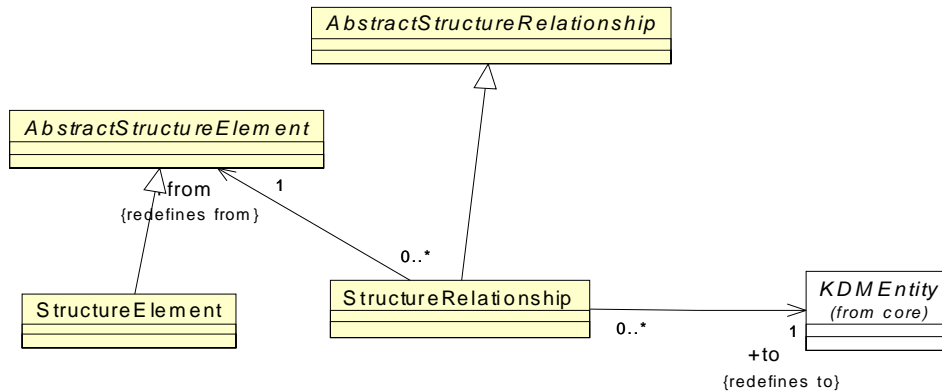 AbstractStructureRelationship
AbstractStructureElement
+from
{redefines from}
1
0..*
StructureElement
StructureRelationship
0..*
KDMEntity
(from core)
1
+to
{redefines to}